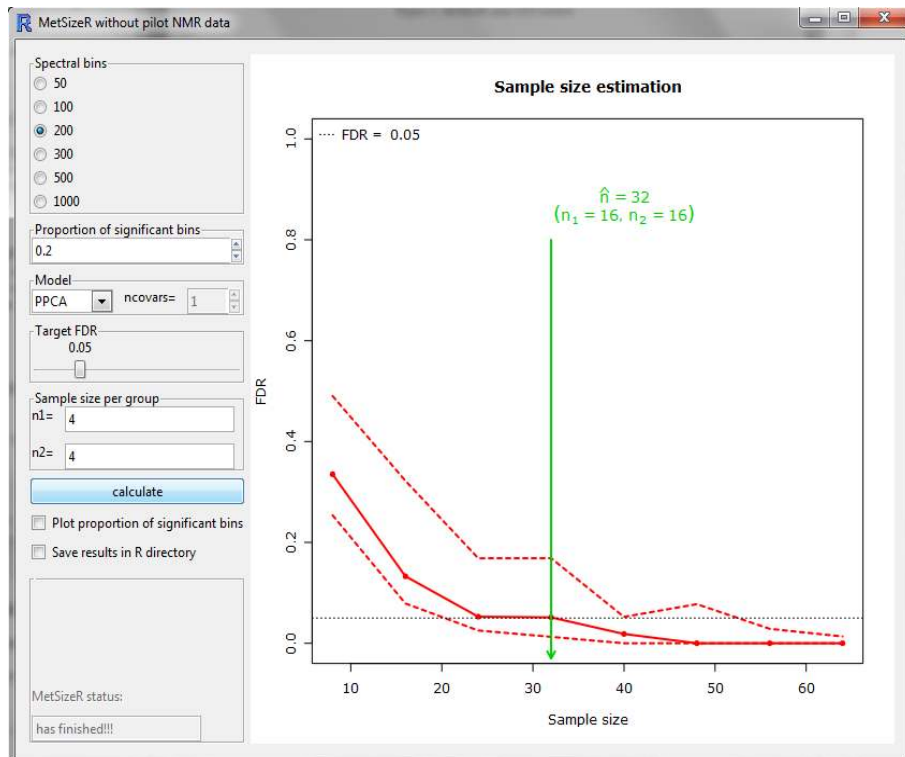 MetSizeR without pilot NMR data
Spectral bins
50
100
200
300
500
1000
Proportion of significant bins
0.2
Model
PPCA
ncovars=
1
Target FDR
0.05
Sample size per group
n1=
4
n2=
4
calculate
Plot proportion of significant bins
Save results in R directory
MetSizeR status:
has finished!!!
Sample size estimation
FDR = 0.05
n̂ = 32
(n₁ = 16, n₂ = 16)
FDR
1.0
0.8
0.6
0.4
0.2
0.0
10 20 30 40 50 60
Sample size